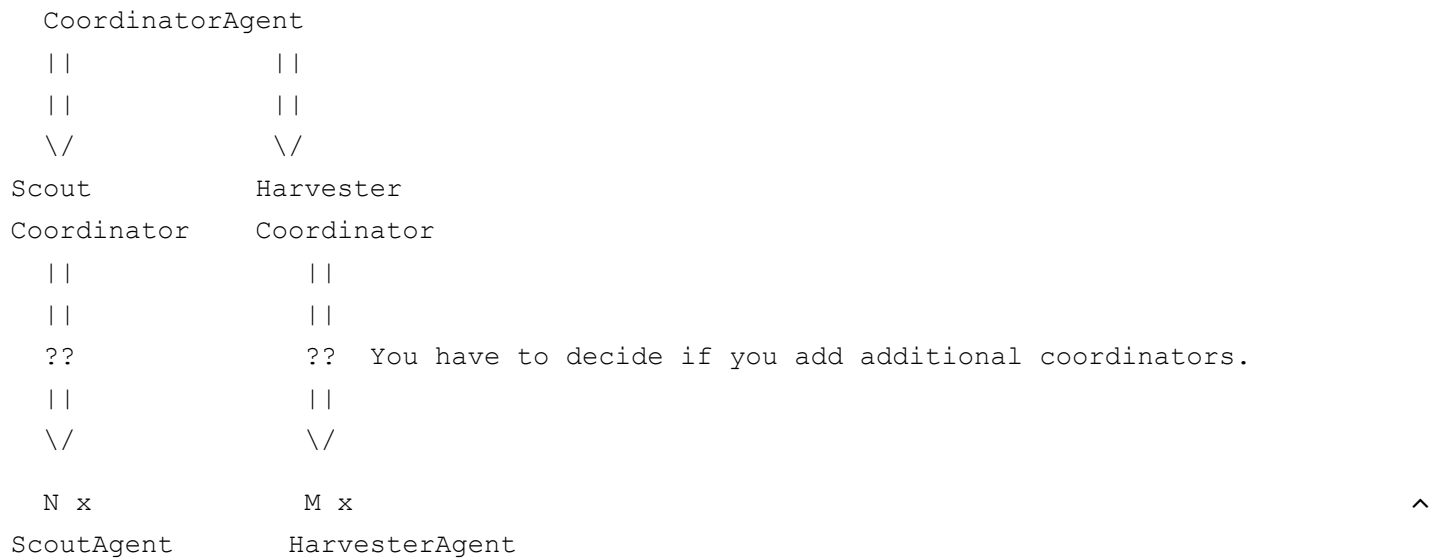 CoordinatorAgent
|| ||
|| ||
\/ \/
Scout Harvester
Coordinator Coordinator
|| ||
|| ||
?? ?? You have to decide if you add additional coordinators.
|| ||
\/ \/
N x M x ^
ScoutAgent HarvesterAgent